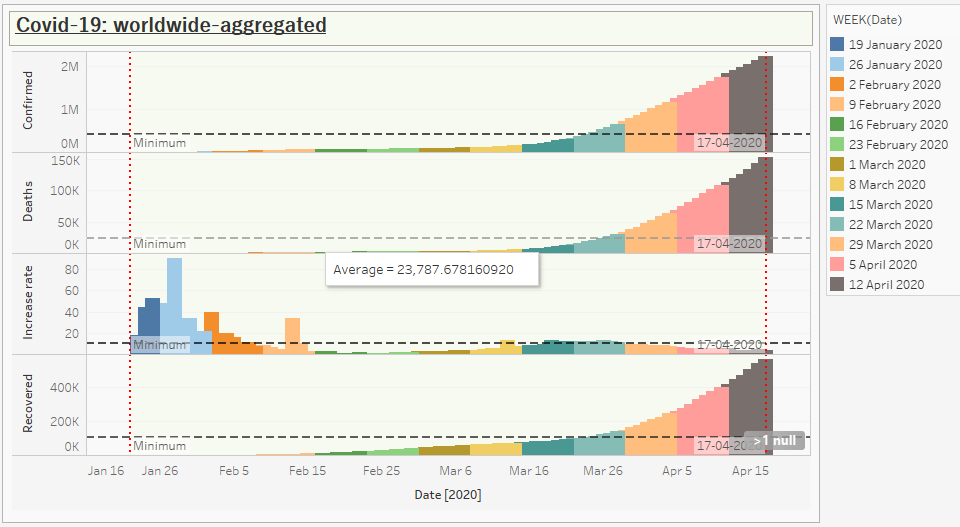 Covid-19: worldwide-aggregated
WEEK(Date)
19 January 2020
26 January 2020
2 February 2020
9 February 2020
16 February 2020
23 February 2020
1 March 2020
8 March 2020
15 March 2020
22 March 2020
29 March 2020
5 April 2020
12 April 2020
Confirmed
2M
1M
0M
Minimum
17-04-2020
Deaths
150K
100K
50K
0K
Minimum
17-04-2020
Average = 23,787.678160920
Increase rate
80
60
40
20
Minimum
17-04-2020
Recovered
400K
200K
0K
Minimum
17-04-20
>1 null
Jan 16 Jan 26 Feb 5 Feb 15 Feb 25 Mar 6 Mar 16 Mar 26 Apr 5 Apr 15
Date [2020]